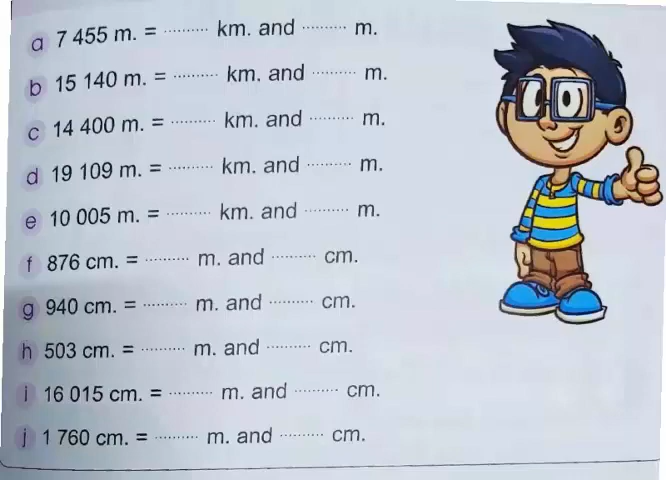 a 7 455 m. = ......... km. and ......... m.
b 15 140 m. = ......... km. and ......... m.
c 14 400 m. = ......... km. and ......... m.
d 19 109 m. = ......... km. and ......... m.
e 10 005 m. = ......... km. and ......... m.
f 876 cm. = ......... m. and ......... cm.
g 940 cm. = ......... m. and ......... cm.
h 503 cm. = ......... m. and ......... cm.
i 16 015 cm. = ......... m. and ......... cm.
j 1 760 cm. = ......... m. and ......... cm.